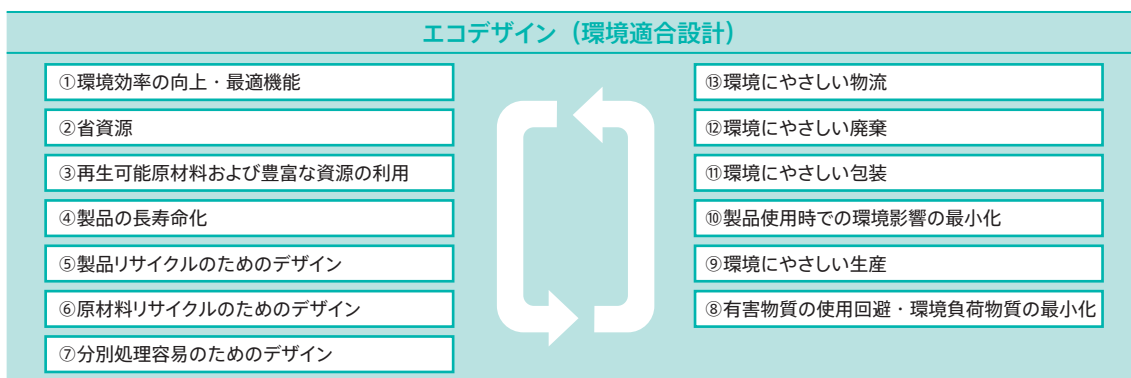 エコデザイン（環境適合設計）
①環境効率の向上・最適機能
②省資源
③再生可能原材料および豊富な資源の利用
④製品の長寿命化
⑤製品リサイクルのためのデザイン
⑥原材料リサイクルのためのデザイン
⑦分別処理容易のためのデザイン
⑬環境にやさしい物流
⑫環境にやさしい廃棄
⑪環境にやさしい包装
⑩製品使用時での環境影響の最小化
⑨環境にやさしい生産
⑧有害物質の使用回避・環境負荷物質の最小化